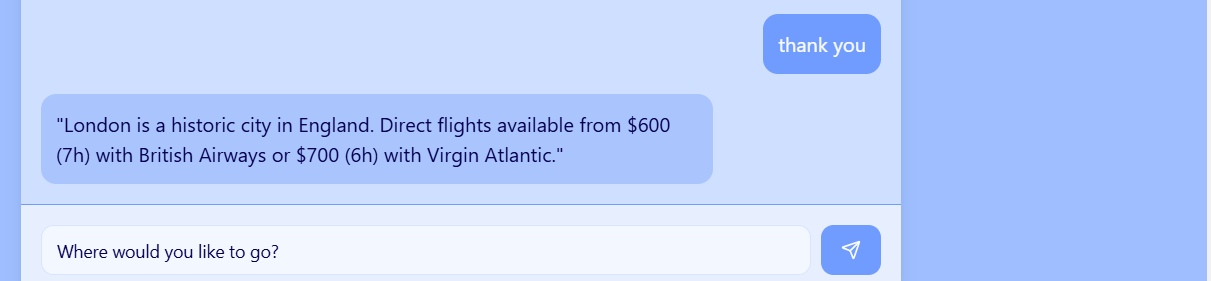 thank you
"London is a historic city in England. Direct flights available from $600
(7h) with British Airways or $700 (6h) with Virgin Atlantic."
Where would you like to go?